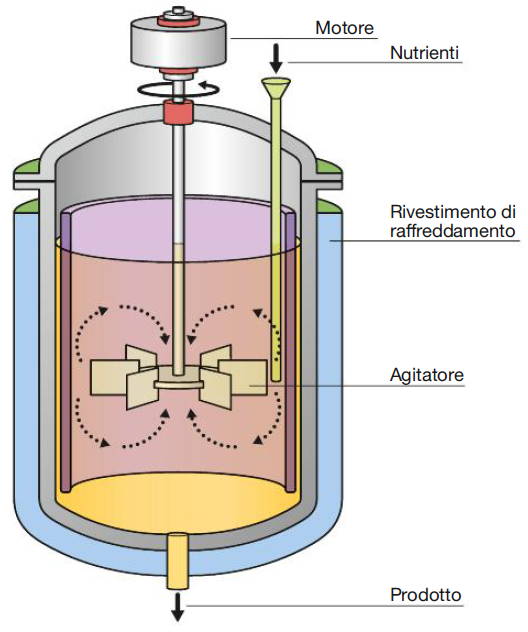 Motore
Nutrienti
Rivestimento di
raffreddamento
Agitatore
Prodotto